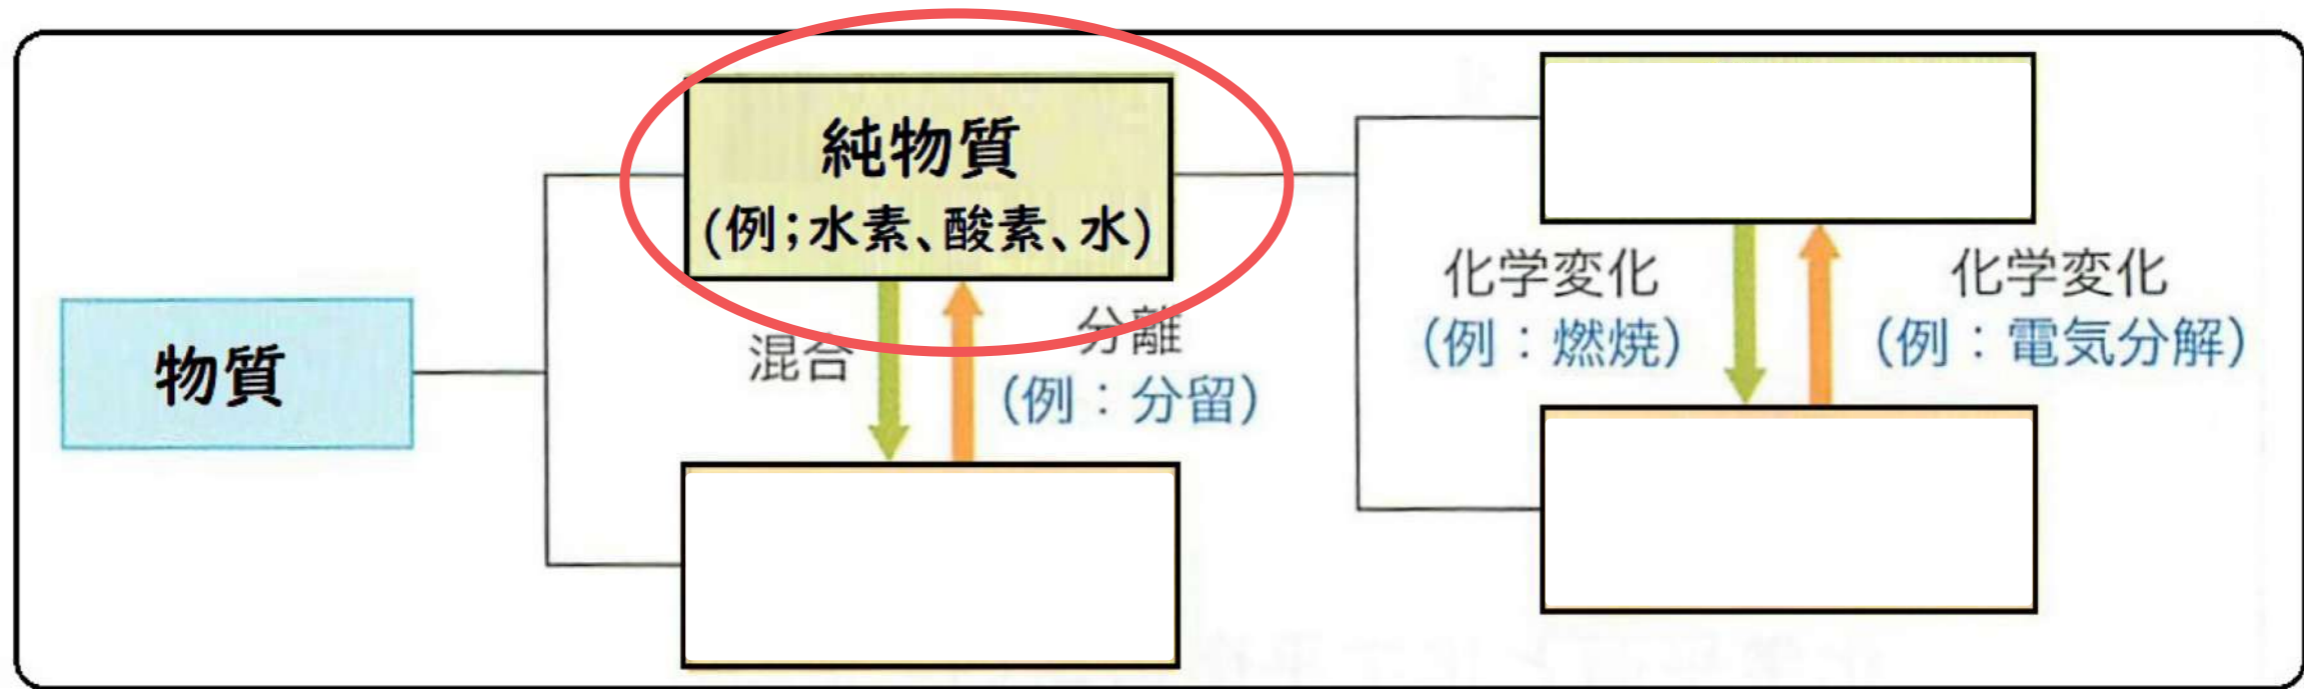 物質
純物質
(例;水素、酸素、水)
混合
分離
(例：分留)
化学変化
(例：燃焼)
化学変化
(例：電気分解)